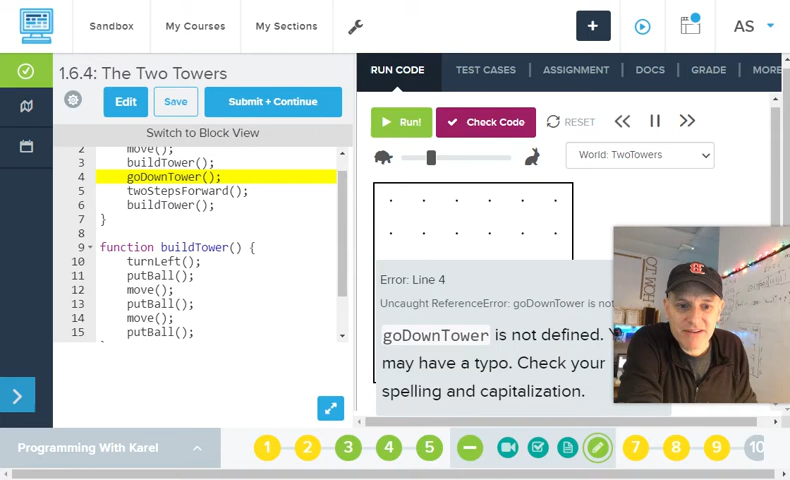 Sandbox
My Courses
My Sections
+
AS
1.6.4: The Two Towers
Edit
Save
Submit + Continue
Switch to Block View
2 move();
3 buildTower();
4 goDownTower();
5 twoStepsForward();
6 buildTower();
7 }
8
9 function buildTower() {
10 turnLeft();
11 putBall();
12 move();
13 putBall();
14 move();
15 putBall();
RUN CODE
TEST CASES
ASSIGNMENT
DOCS
GRADE
MORE
Run!
Check Code
RESET
World: TwoTowers
Error: Line 4
Uncaught ReferenceError: goDownTower is not
goDownTower is not defined. Y
may have a typo. Check your
spelling and capitalization.
Programming With Karel
1 2 3 4 5 7 8 9 10